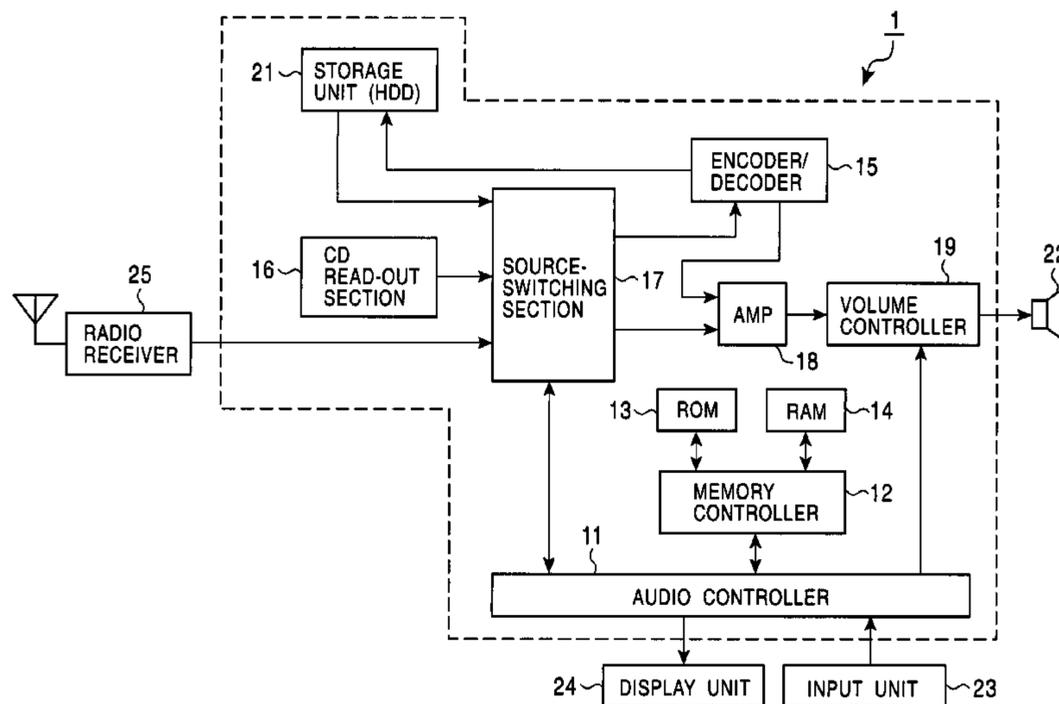 1
21
STORAGE
UNIT (HDD)
ENCODER/
DECODER
15
16
CD
READ-OUT
SECTION
SOURCE-
SWITCHING
SECTION
17
25
RADIO
RECEIVER
AMP
18
19
VOLUME
CONTROLLER
22
13
ROM
RAM
14
MEMORY
CONTROLLER
12
11
AUDIO CONTROLLER
24
DISPLAY UNIT
INPUT UNIT
23